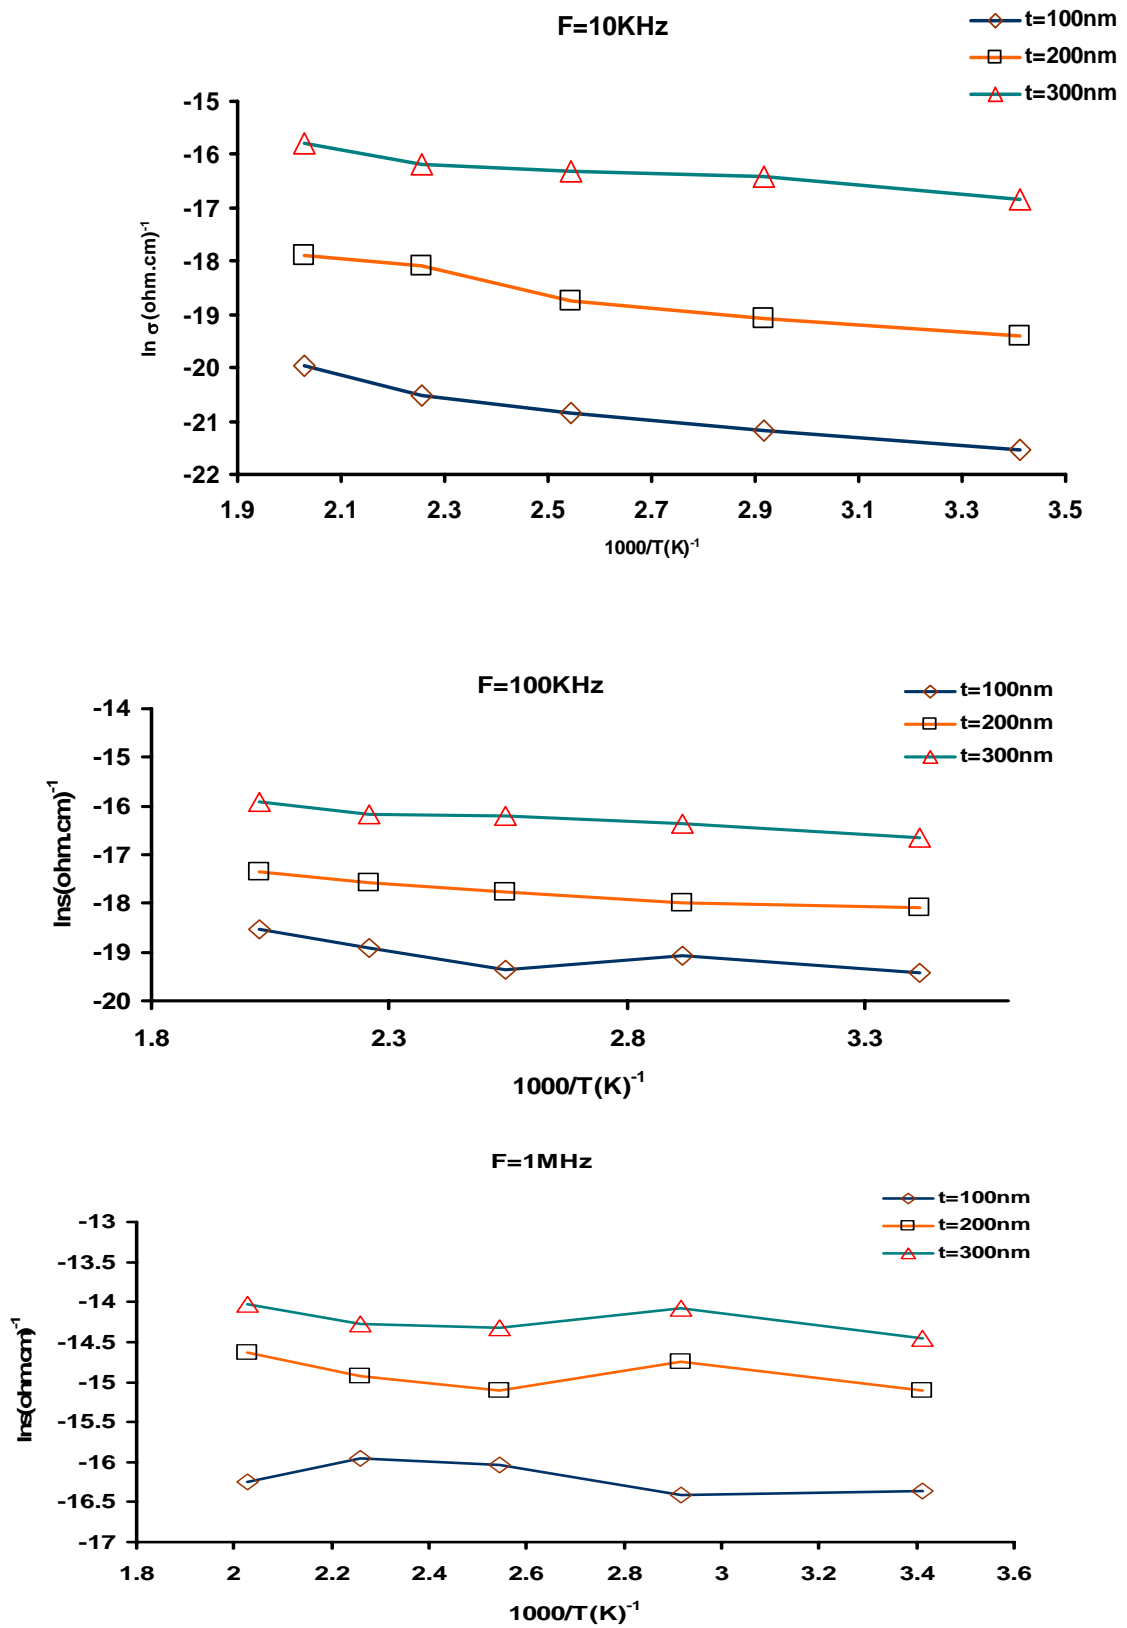 F=10KHz
t=100nm
t=200nm
t=300nm
ln σ(ohm.cm)⁻¹
-15
-16
-17
-18
-19
-20
-21
-22
1.9 2.1 2.3 2.5 2.7 2.9 3.1 3.3 3.5
1000/T(K)⁻¹
F=100KHz
t=100nm
t=200nm
t=300nm
lns(ohm.cm)⁻¹
-14
-15
-16
-17
-18
-19
-20
1.8 2.3 2.8 3.3
1000/T(K)⁻¹
F=1MHz
t=100nm
t=200nm
t=300nm
lns(ohmcm)⁻¹
-13
-13.5
-14
-14.5
-15
-15.5
-16
-16.5
-17
1.8 2 2.2 2.4 2.6 2.8 3 3.2 3.4 3.6
1000/T(K)⁻¹